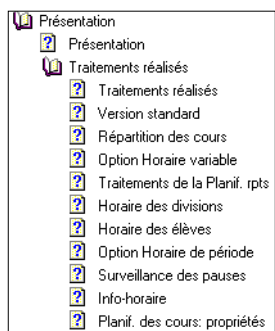 Présentation
Présentation
Traitements réalisés
Traitements réalisés
Version standard
Répartition des cours
Option Horaire variable
Traitements de la Planif. rpts
Horaire des divisions
Horaire des élèves
Option Horaire de période
Surveillance des pauses
Info-horaire
Planif. des cours: propriétés